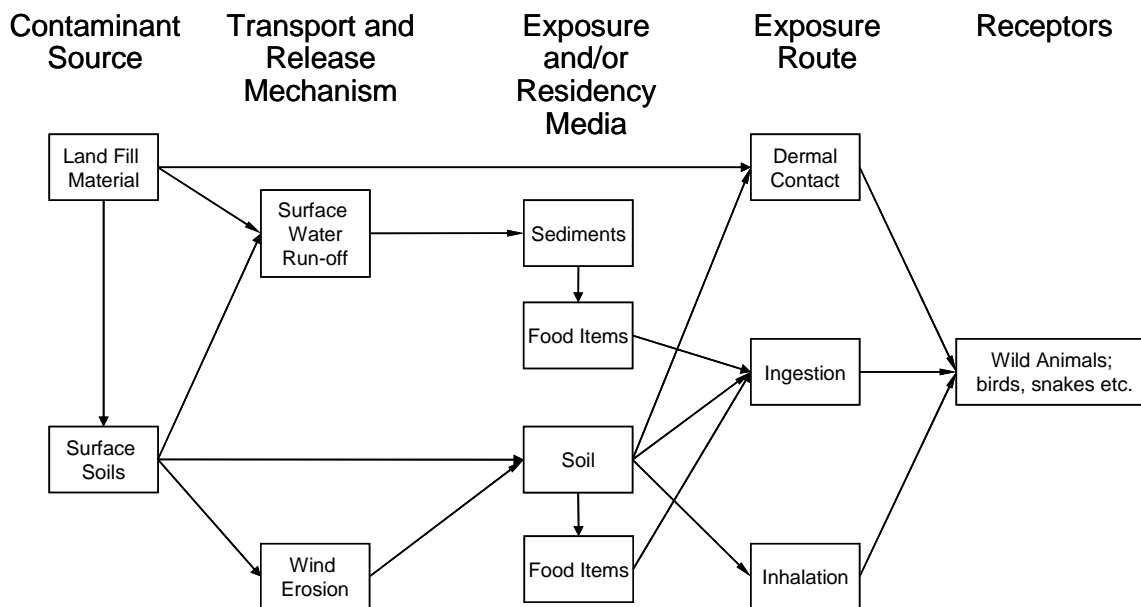 Contaminant
Source
Transport and
Release
Mechanism
Exposure
and/or
Residency
Media
Exposure
Route
Receptors
Land Fill
Material
Dermal
Contact
Surface
Water
Run-off
Sediments
Food Items
Ingestion
Wild Animals;
birds, snakes etc.
Surface
Soils
Soil
Wind
Erosion
Food Items
Inhalation